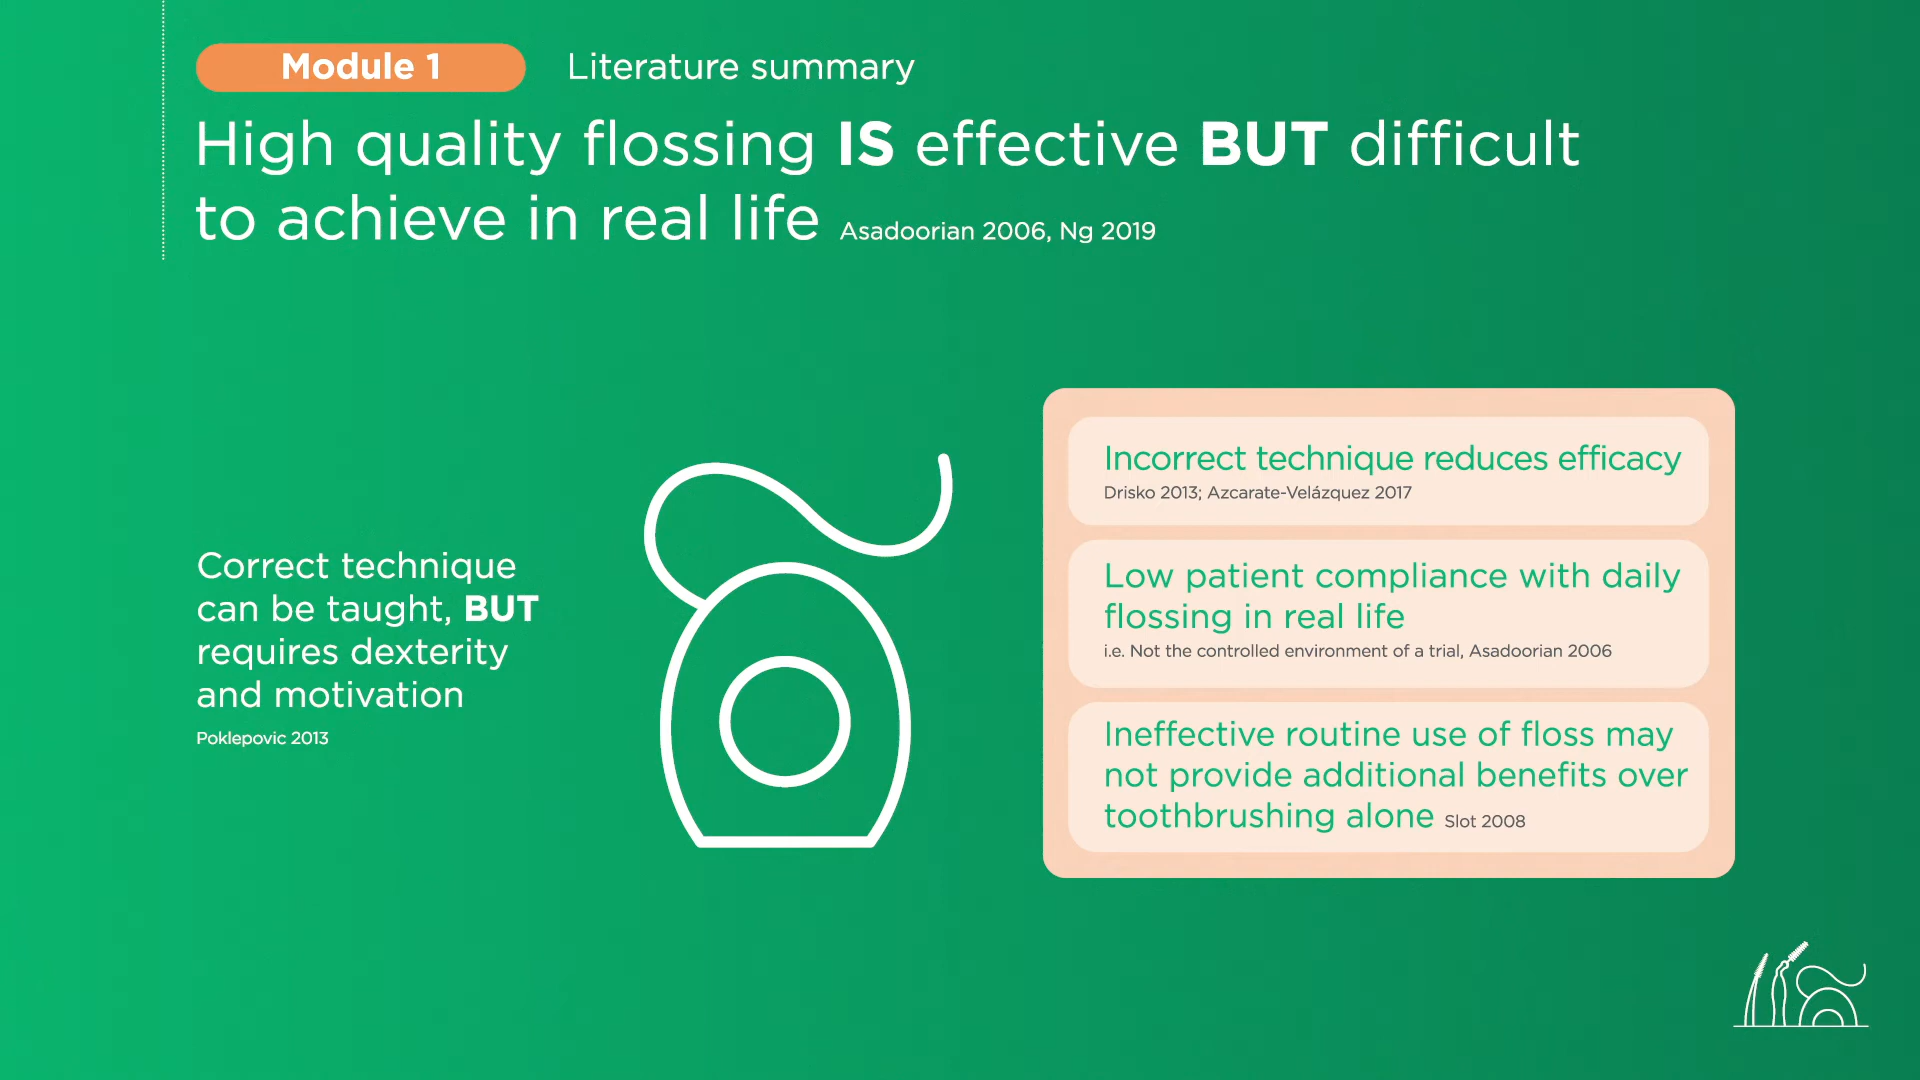 Module 1
Literature summary
High quality flossing IS effective BUT difficult
to achieve in real life Asadoorian 2006, Ng 2019
Correct technique
can be taught, BUT
requires dexterity
and motivation
Poklepovic 2013
Incorrect technique reduces efficacy
Drisko 2013; Azcarate-Velázquez 2017
Low patient compliance with daily
flossing in real life
i.e. Not the controlled environment of a trial, Asadoorian 2006
Ineffective routine use of floss may
not provide additional benefits over
toothbrushing alone Slot 2008